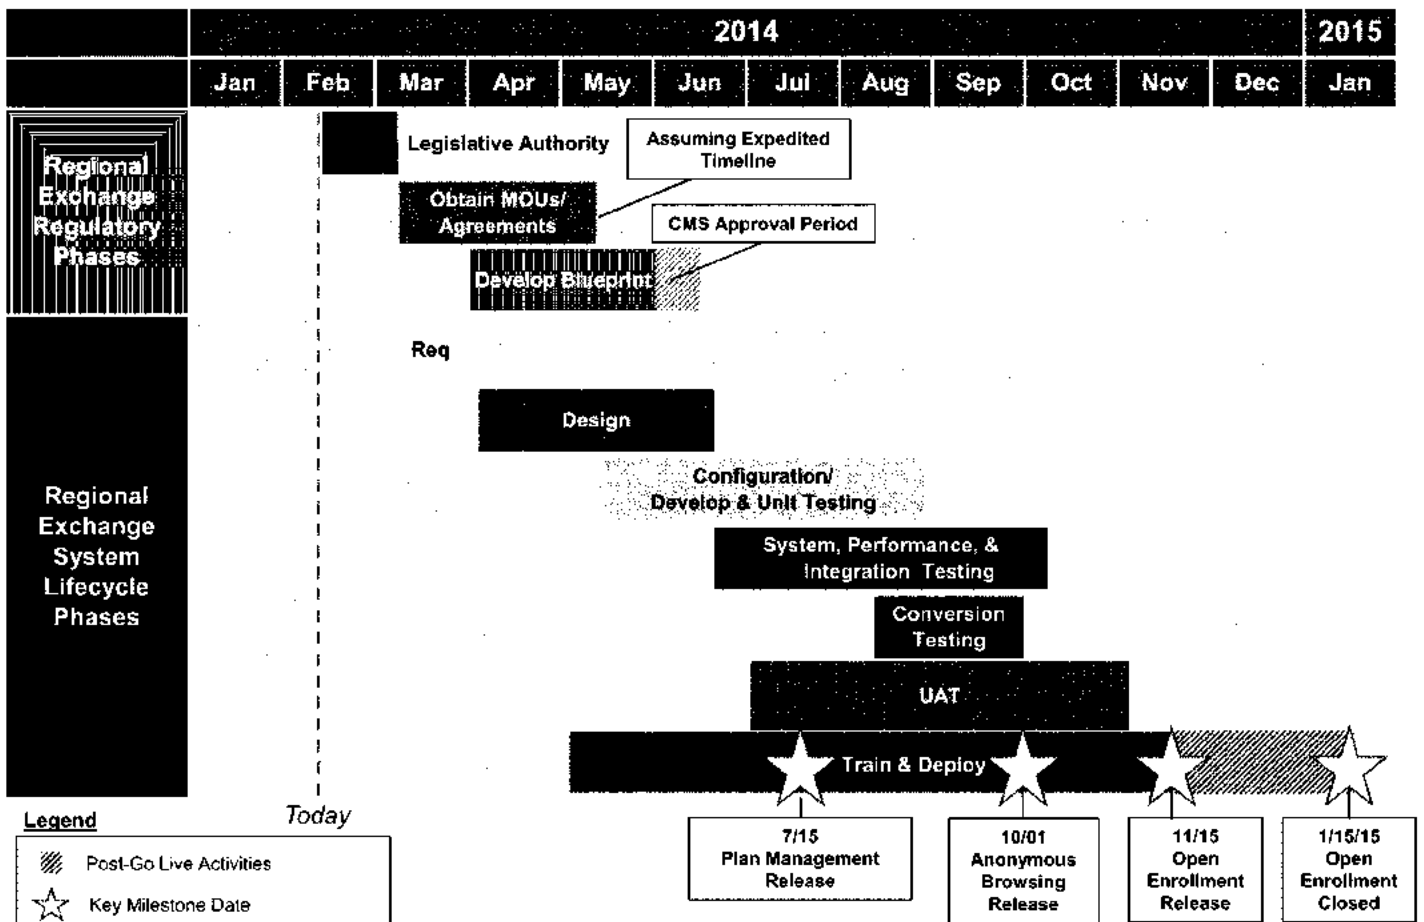 2014
2015
Jan
Feb
Mar
Apr
May
Jun
Jul
Aug
Sep
Oct
Nov
Dec
Jan
Regional
Exchange
Regulatory
Phases
Legislative Authority
Assuming Expedited
Timeline
Obtain MOUs/
Agreements
CMS Approval Period
Develop Blueprint
Regional
Exchange
System
Lifecycle
Phases
Req
Design
Configuration/
Develop & Unit Testing
System, Performance, &
Integration Testing
Conversion
Testing
UAT
Train & Deploy
Today
7/15
Plan Management
Release
10/01
Anonymous
Browsing
Release
11/15
Open
Enrollment
Release
1/15/15
Open
Enrollment
Closed
Legend
Post-Go Live Activities
Key Milestone Date